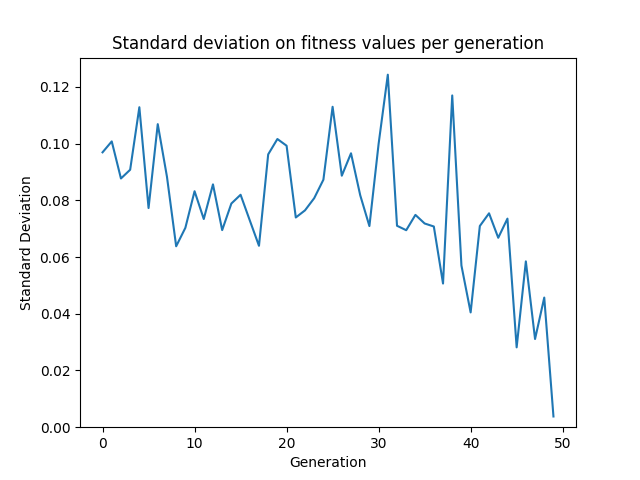 Standard deviation on fitness values per generation
0.12
0.10
0.08
0.06
0.04
0.02
0.00
Standard Deviation
0 10 20 30 40 50
Generation